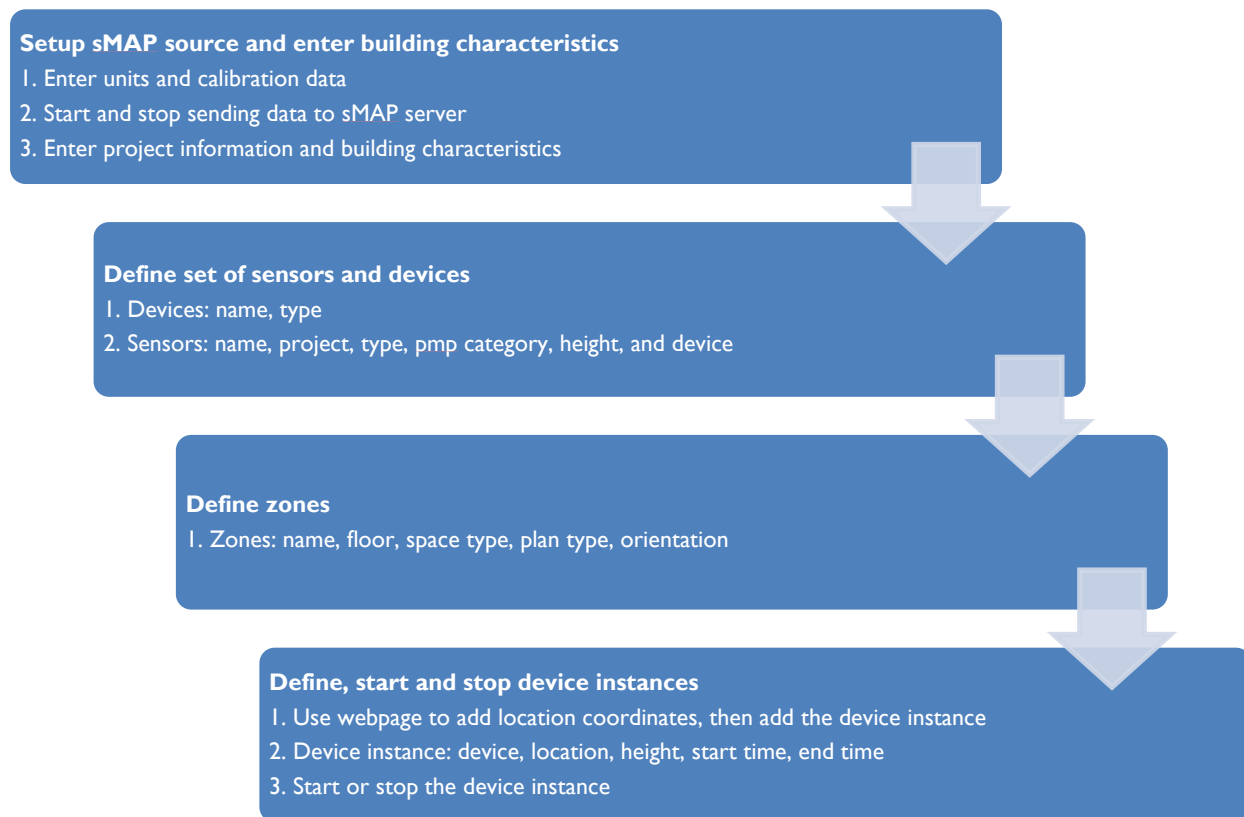 Setup sMAP source and enter building characteristics
1. Enter units and calibration data
2. Start and stop sending data to sMAP server
3. Enter project information and building characteristics
Define set of sensors and devices
1. Devices: name, type
2. Sensors: name, project, type, pmp category, height, and device
Define zones
1. Zones: name, floor, space type, plan type, orientation
Define, start and stop device instances
1. Use webpage to add location coordinates, then add the device instance
2. Device instance: device, location, height, start time, end time
3. Start or stop the device instance